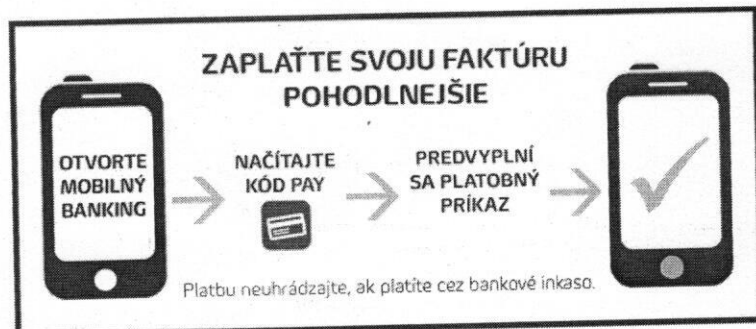 ZAPLAŤTE SVOJU FAKTÚRU
POHODLNEJŠIE
OTVORTE
MOBILNÝ
BANKING
NAČÍTAJTE
KÓD PAY
PREDVYPLNÍ
SA PLATOBNÝ
PRÍKAZ
Platbu neuhrádzajte, ak platíte cez bankové inkaso.